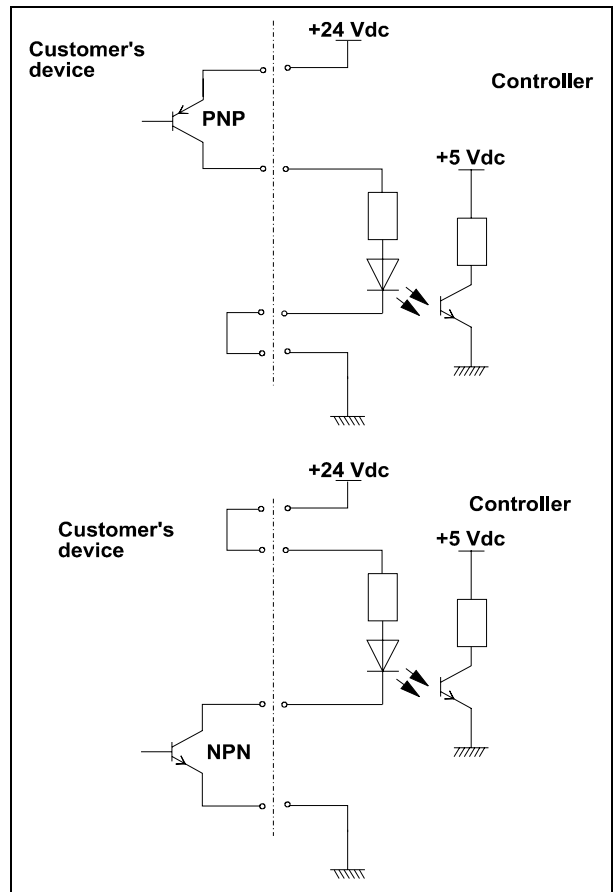 +24 Vdc
Customer's
device
Controller
PNP
+5 Vdc
+24 Vdc
Controller
Customer's
device
+5 Vdc
NPN